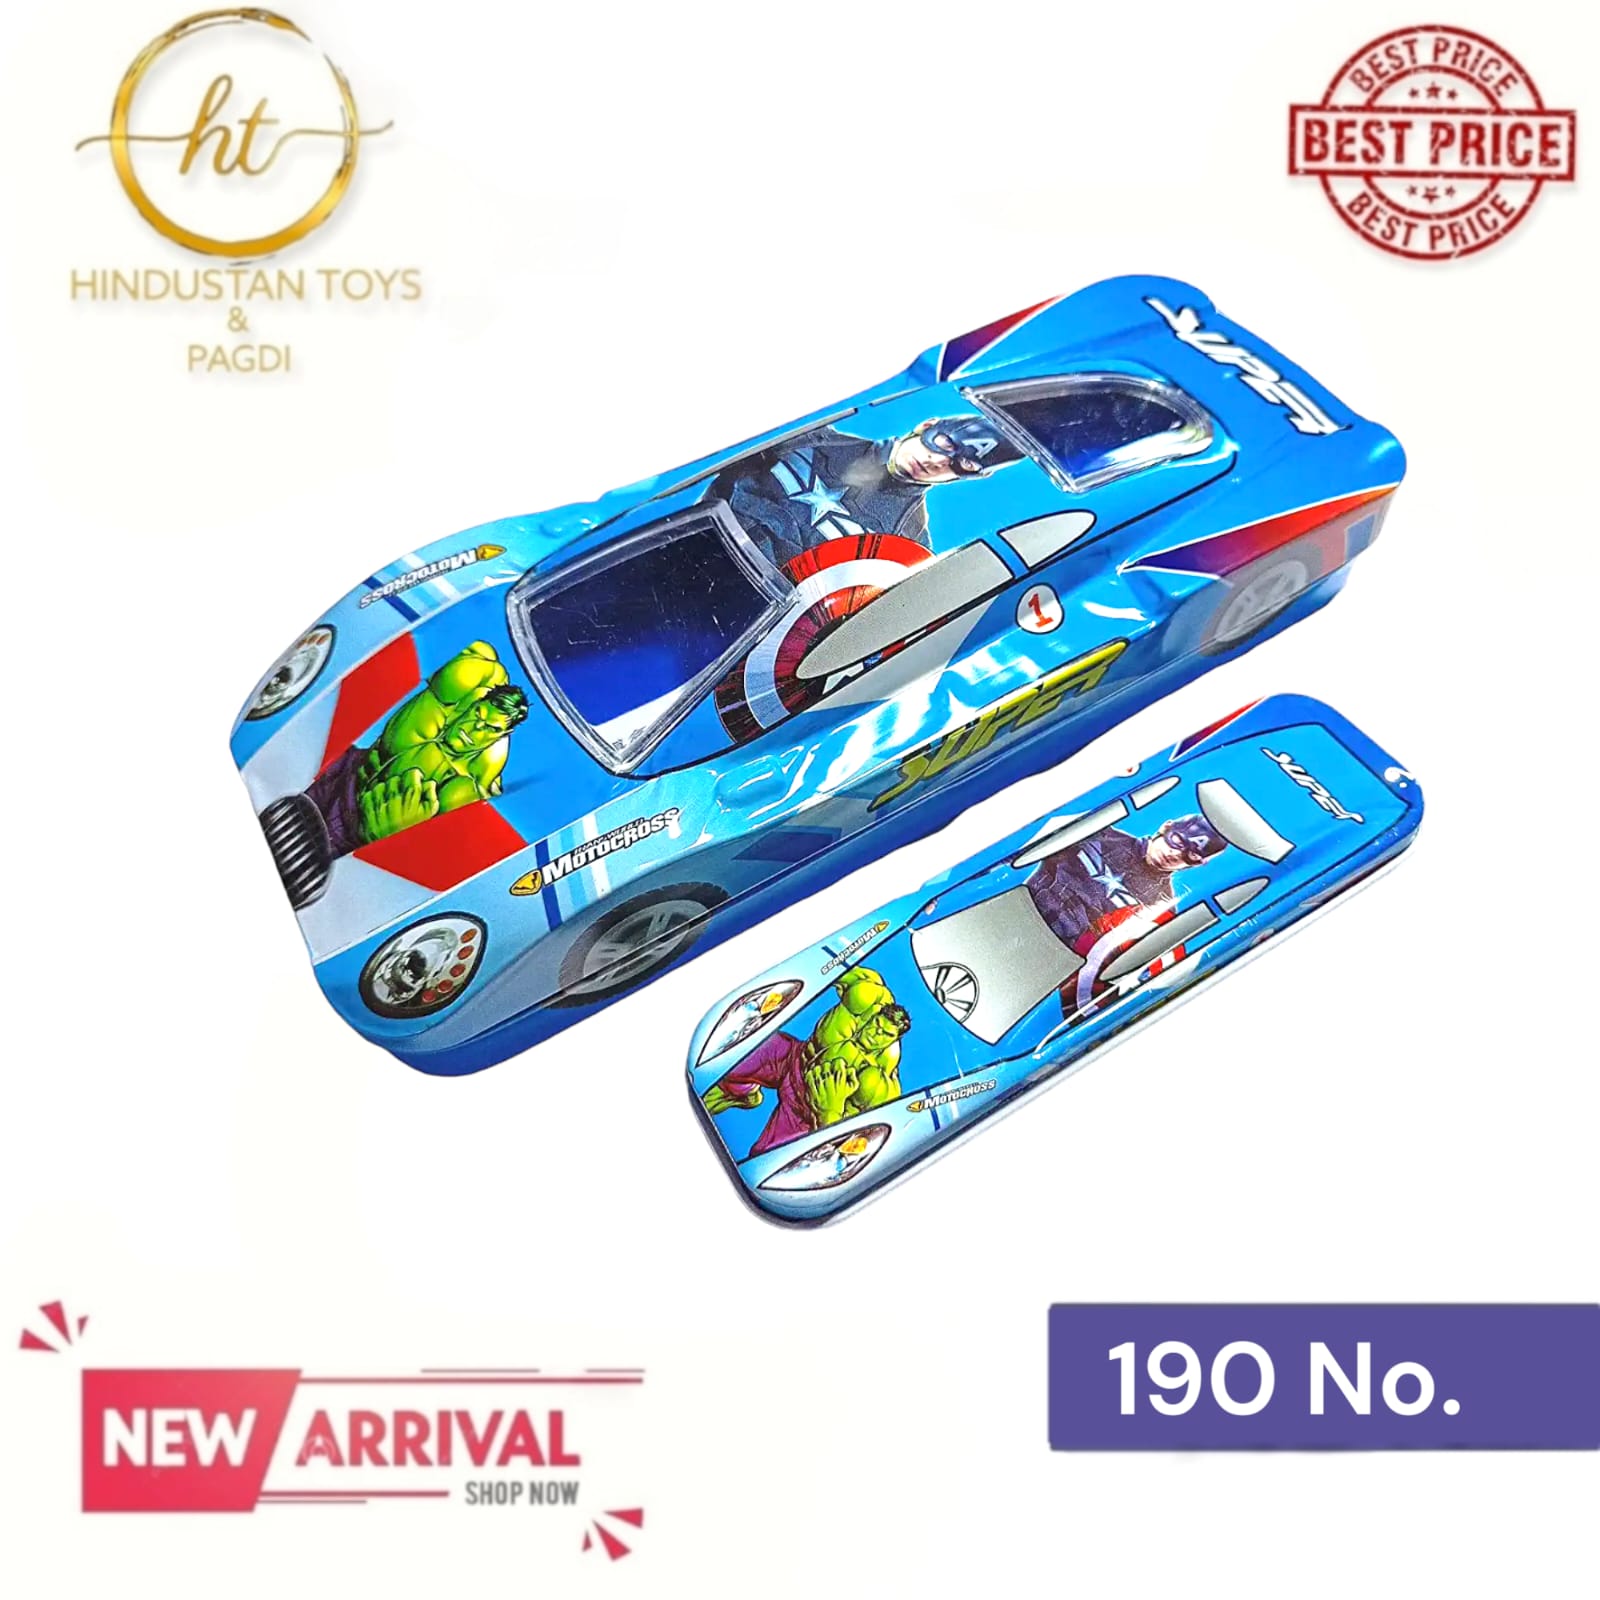 ht
HINDUSTAN TOYS
&
PAGDI
BEST PRICE
BEST PRICE
BEST PRICE
SUPER
A
MOTOCROSS
1
SUPER
MOTOCROSS
SUPER
A
MOTOCROSS
MOTOCROSS
NEW ARRIVAL
SHOP NOW
190 No.